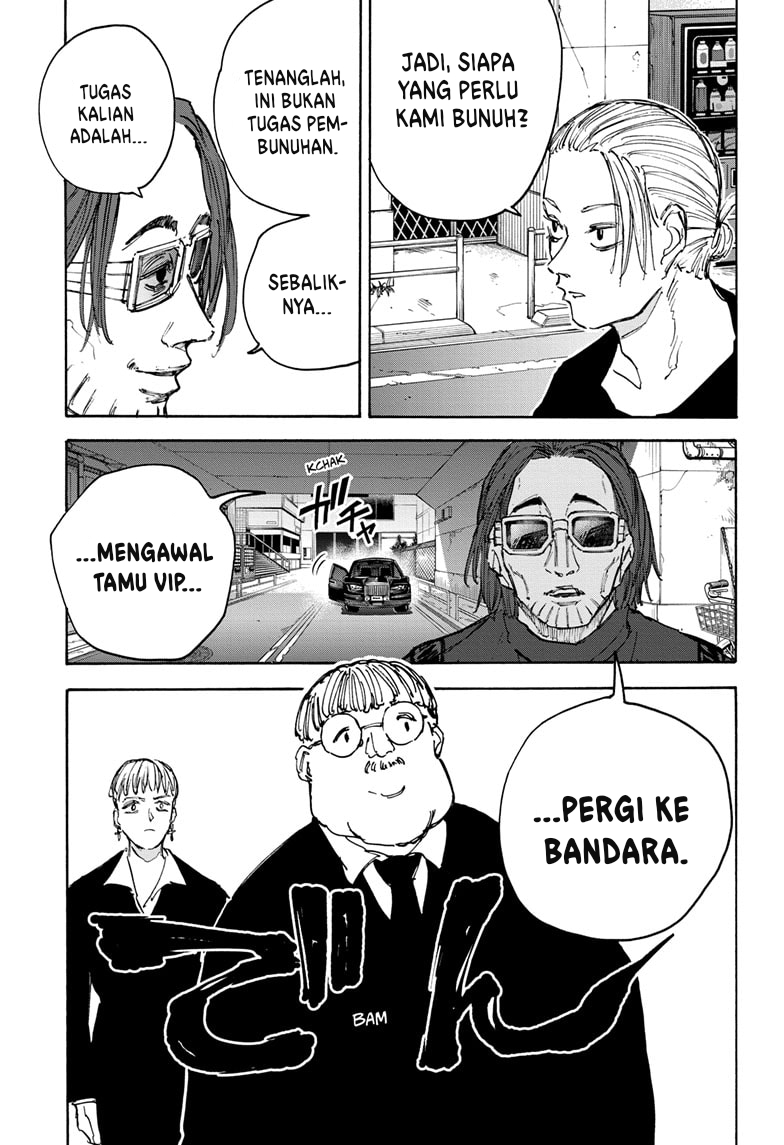 JADI, SIAPA
YANG PERLU
KAMI BUNUH?
TENANGLAH,
INI BUKAN
TUGAS PEM-
BUNUHAN.
SEBALIK-
NYA...
TUGAS
KALIAN
ADALAH...
KCHAK
ガチャ
...MENGAWAL
TAMU VIP...
...PERGI KE
BANDARA.
でん
BAM